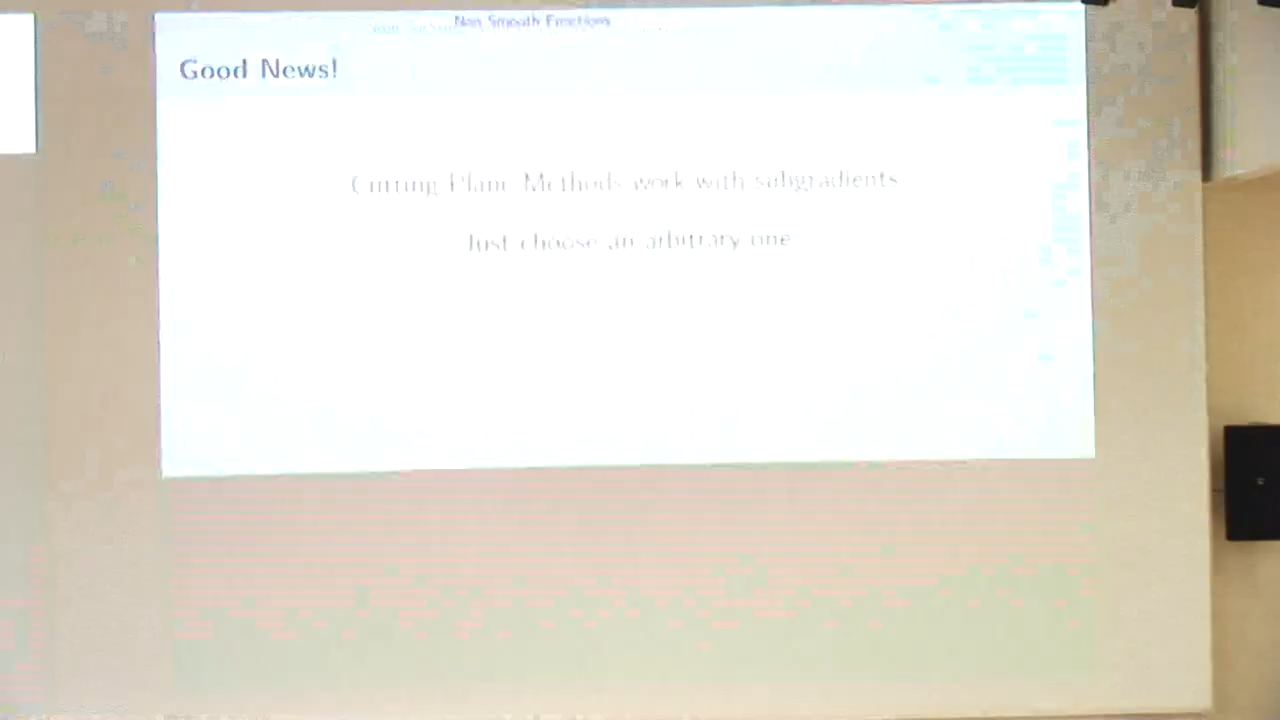 Non Smooth Functions
Good News!
Cutting Plane Methods work with subgradients
Just choose an arbitrary one